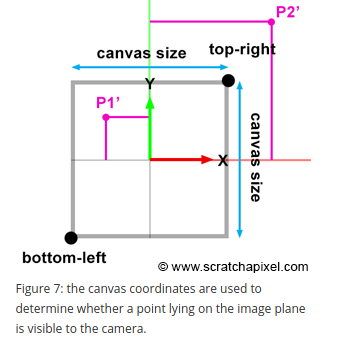 P2’
canvas size
top-right
Y
P1’
canvas size
X
bottom-left
© www.scratchapixel.com
Figure 7: the canvas coordinates are used to
determine whether a point lying on the image plane
is visible to the camera.